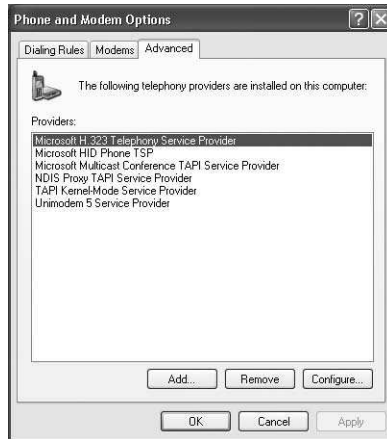 Phone and Modem Options
Dialing Rules Modems Advanced
The following telephony providers are installed on this computer:
Providers:
Microsoft H.323 Telephony Service Provider
Microsoft HID Phone TSP
Microsoft Multicast Conference TAPI Service Provider
NDIS Proxy TAPI Service Provider
TAPI Kernel-Mode Service Provider
Unimodem 5 Service Provider
Add... Remove Configure...
OK Cancel Apply